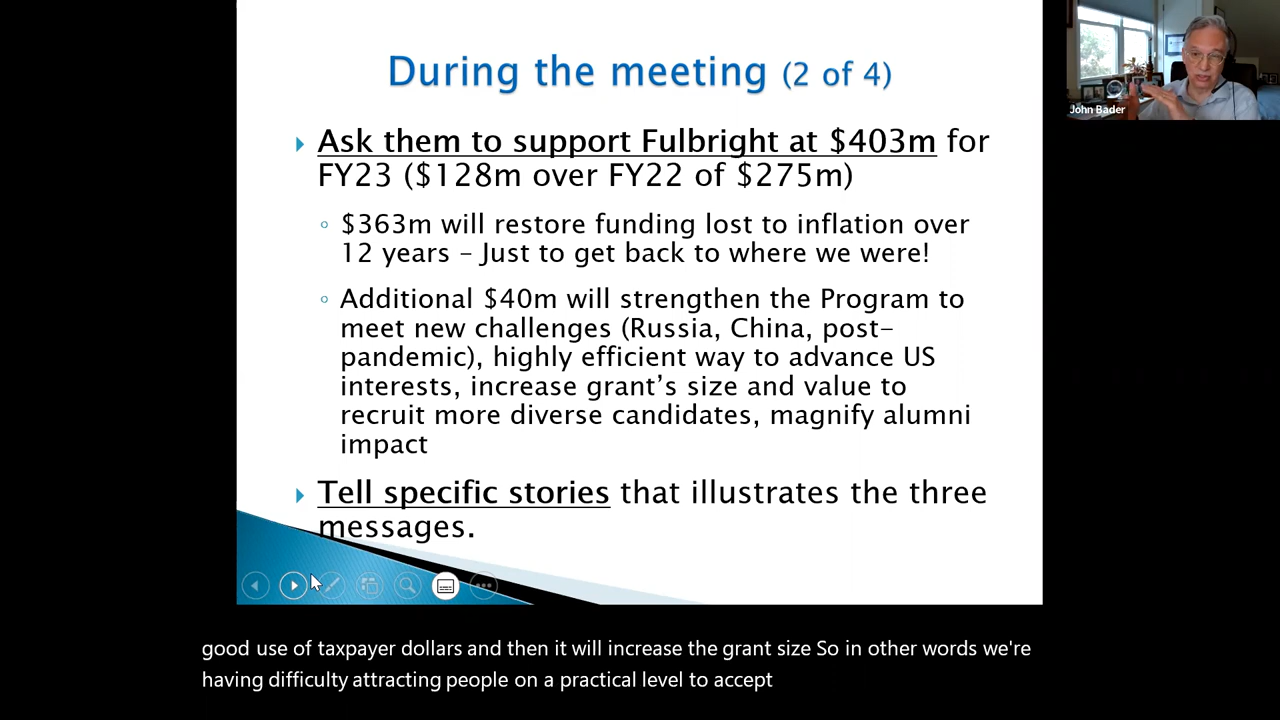 During the meeting (2 of 4)
Ask them to support Fulbright at $403m for
FY23 ($128m over FY22 of $275m)
$363m will restore funding lost to inflation over
12 years – Just to get back to where we were!
Additional $40m will strengthen the Program to
meet new challenges (Russia, China, post-
pandemic), highly efficient way to advance US
interests, increase grant's size and value to
recruit more diverse candidates, magnify alumni
impact
Tell specific stories that illustrates the three
messages.
John Bader
good use of taxpayer dollars and then it will increase the grant size So in other words we're
having difficulty attracting people on a practical level to accept